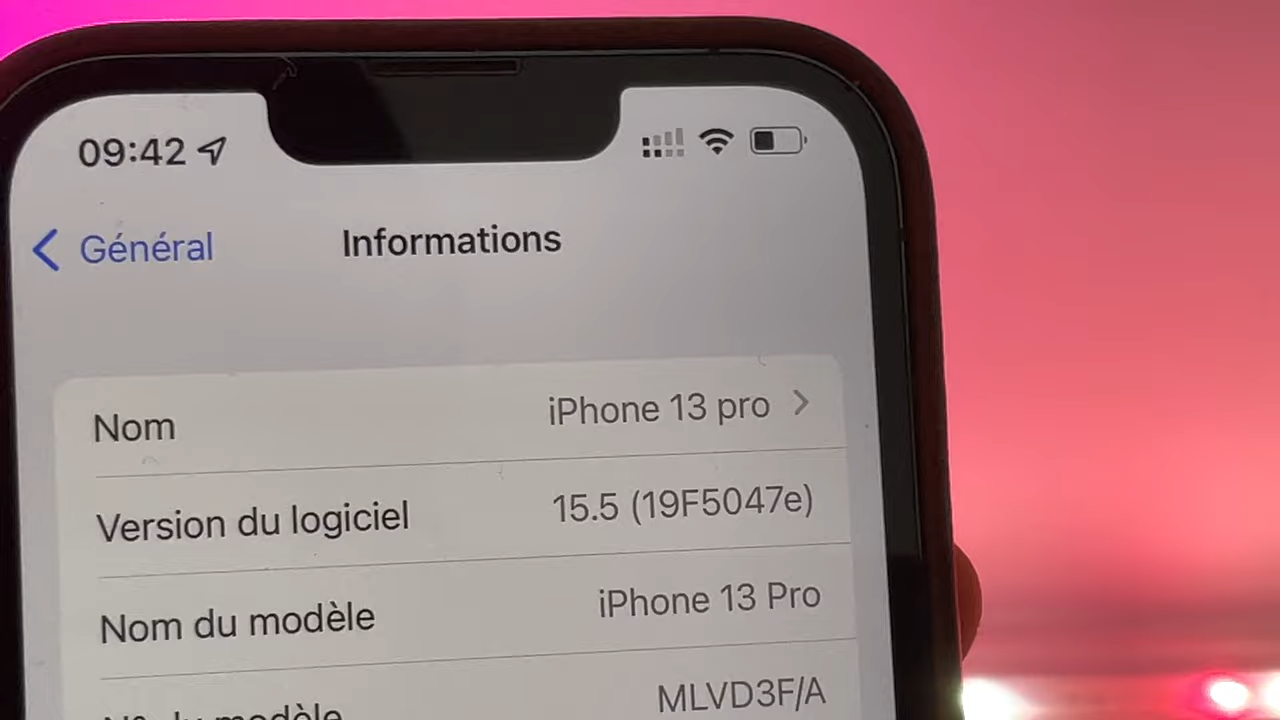 09:42
Général
Informations
Nom iPhone 13 pro
Version du logiciel 15.5 (19F5047e)
Nom du modèle iPhone 13 Pro
modèle MLVD3F/A